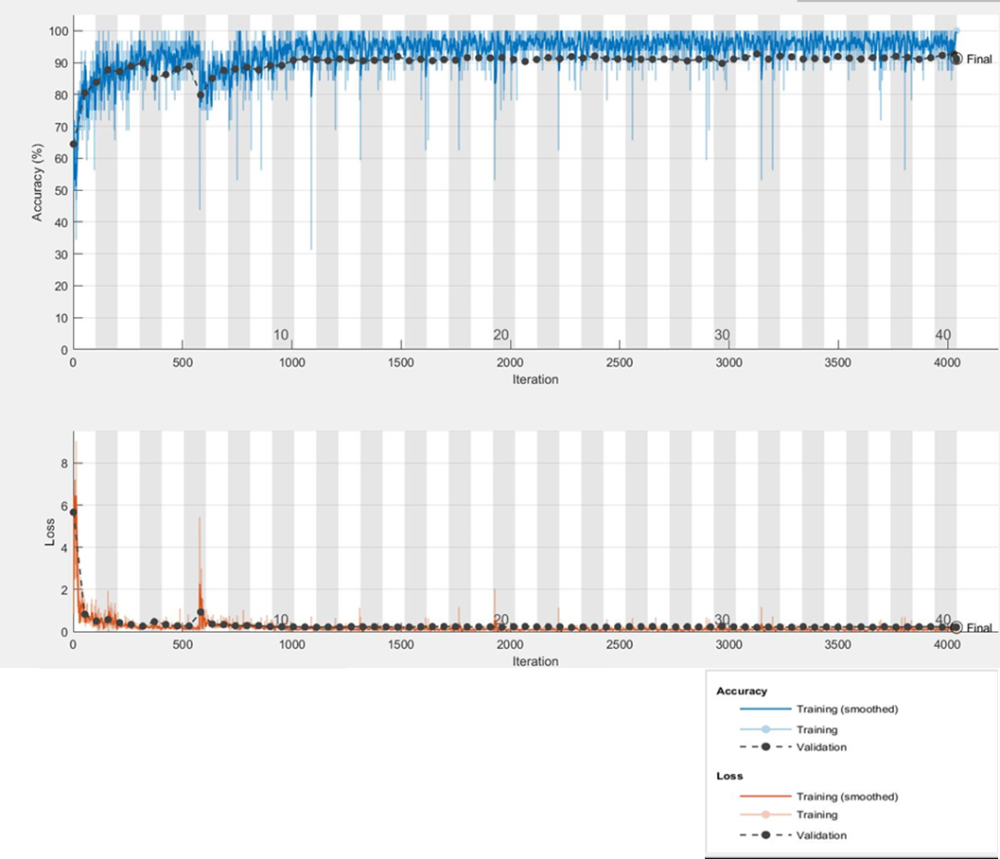 100
90
80
70
60
50
40
30
20
10
0
Accuracy (%)
10 20 30 40
Final
0 500 1000 1500 2000 2500 3000 3500 4000
Iteration
8
6
4
2
0
Loss
10 20 30 40
Final
0 500 1000 1500 2000 2500 3000 3500 4000
Iteration
Accuracy
Training (smoothed)
Training
Validation
Loss
Training (smoothed)
Training
Validation